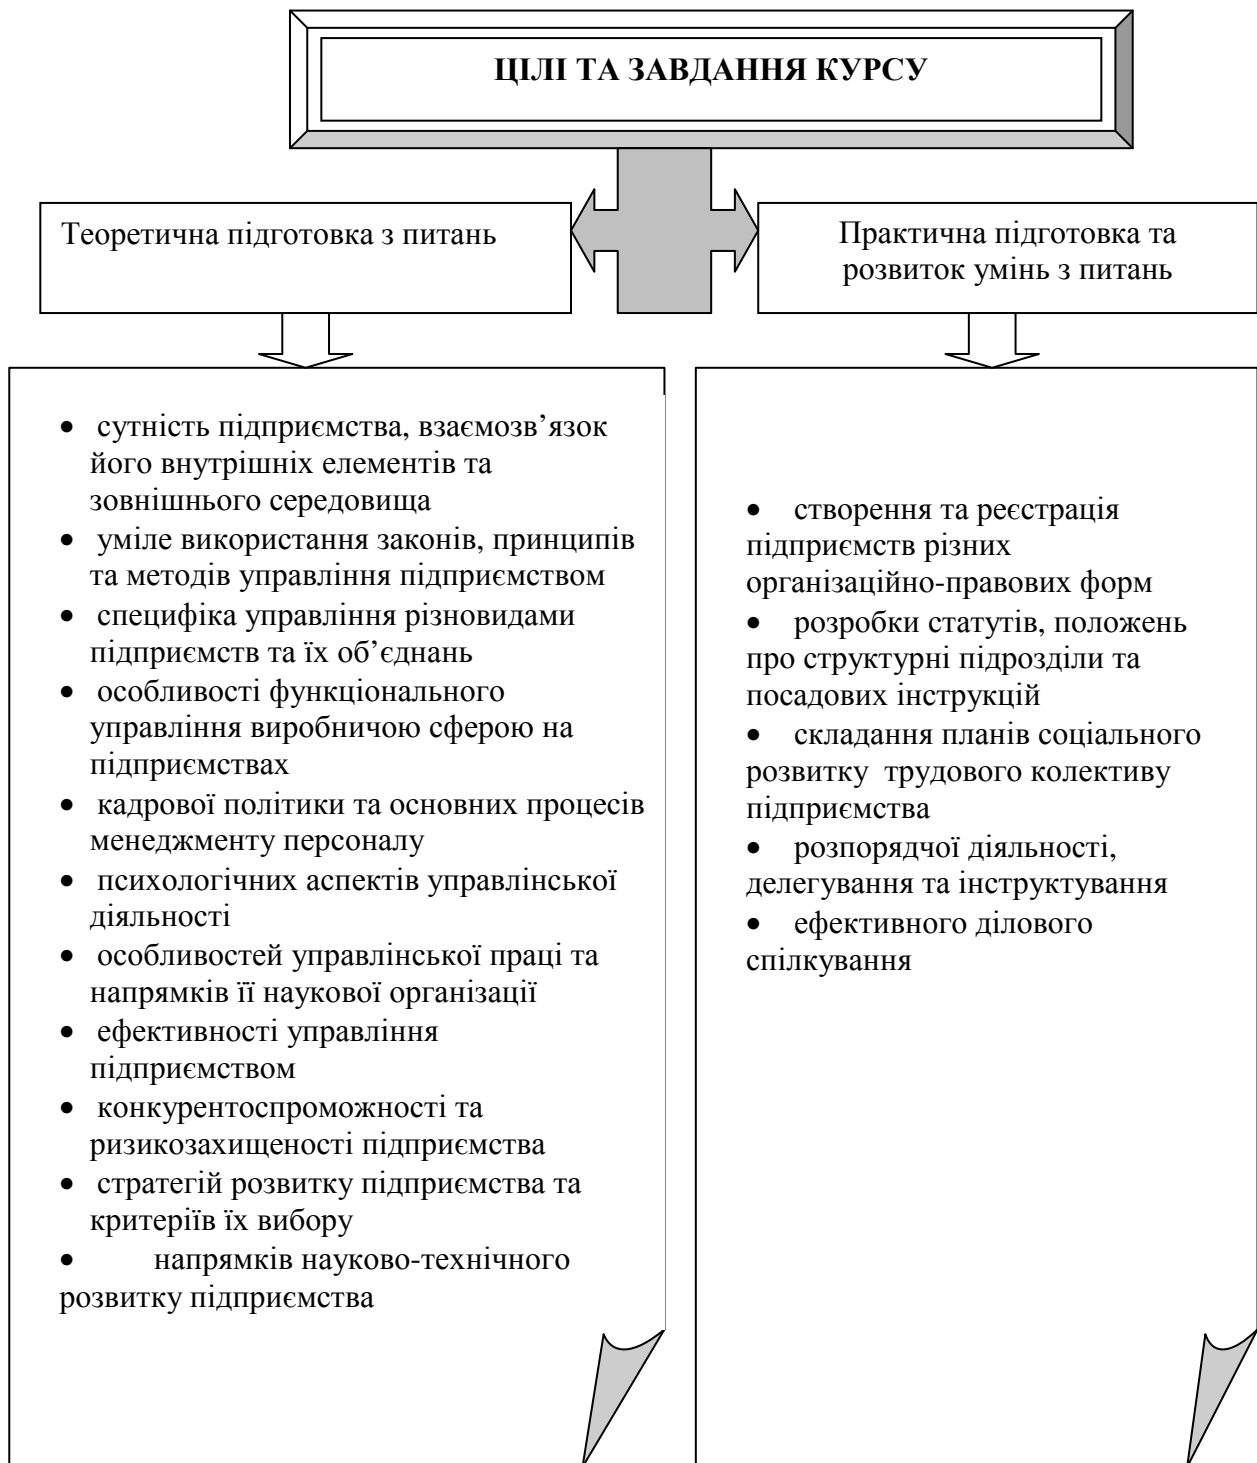 ЦІЛІ ТА ЗАВДАННЯ КУРСУ
Теоретична підготовка з питань
Практична підготовка та
розвиток умінь з питань
• сутність підприємства, взаємозв’язок
його внутрішніх елементів та
зовнішнього середовища
• уміле використання законів, принципів
та методів управління підприємством
• специфіка управління різновидами
підприємств та їх об’єднань
• особливості функціонального
управління виробничою сферою на
підприємствах
• кадрової політики та основних процесів
менеджменту персоналу
• психологічних аспектів управлінської
діяльності
• особливостей управлінської праці та
напрямків її наукової організації
• ефективності управління
підприємством
• конкурентоспроможності та
ризикозахищеності підприємства
• стратегій розвитку підприємства та
критеріїв їх вибору
• напрямків науково-технічного
розвитку підприємства
• створення та реєстрація
підприємств різних
організаційно-правових форм
• розробки статутів, положень
про структурні підрозділи та
посадових інструкцій
• складання планів соціального
розвитку трудового колективу
підприємства
• розпорядчої діяльності,
делегування та інструктування
• ефективного ділового
спілкування